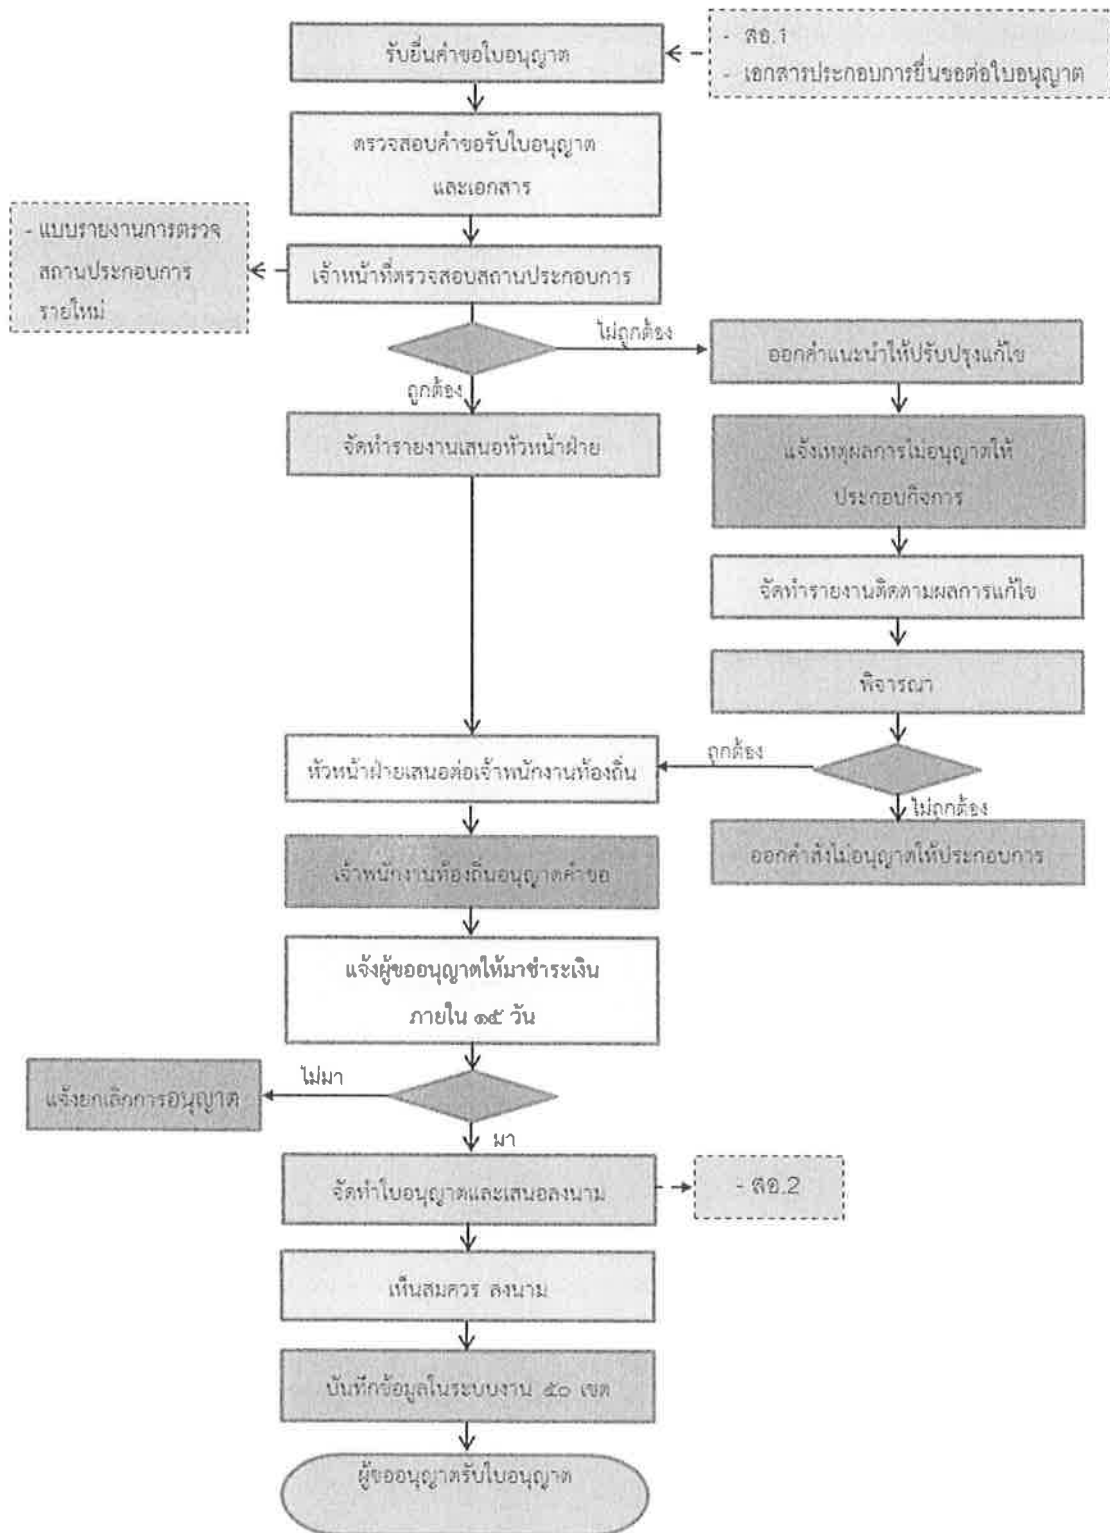 รับยื่นคำขอใบอนุญาต
- สอ.1
- เอกสารประกอบการยื่นขอต่อใบอนุญาต
ตรวจสอบคำขอรับใบอนุญาต
และเอกสาร
- แบบรายงานการตรวจ
สถานประกอบการ
รายใหม่
เจ้าหน้าที่ตรวจสอบสถานประกอบการ
ไม่ถูกต้อง
ออกคำแนะนำให้ปรับปรุงแก้ไข
ถูกต้อง
จัดทำรายงานเสนอหัวหน้าฝ่าย
แจ้งเหตุผลการไม่อนุญาตให้
ประกอบกิจการ
จัดทำรายงานติดตามผลการแก้ไข
พิจารณา
ถูกต้อง
หัวหน้าฝ่ายเสนอต่อเจ้าพนักงานท้องถิ่น
ไม่ถูกต้อง
ออกคำสั่งไม่อนุญาตให้ประกอบการ
เจ้าพนักงานท้องถิ่นอนุญาตคำขอ
แจ้งผู้ขออนุญาตให้มาชำระเงิน
ภายใน ๑๕ วัน
ไม่มา
แจ้งยกเลิกการอนุญาต
มา
จัดทำใบอนุญาตและเสนอลงนาม
- สอ.2
เห็นสมควร ลงนาม
บันทึกข้อมูลในระบบงาน ๕๐ เขต
ผู้ขออนุญาตรับใบอนุญาต